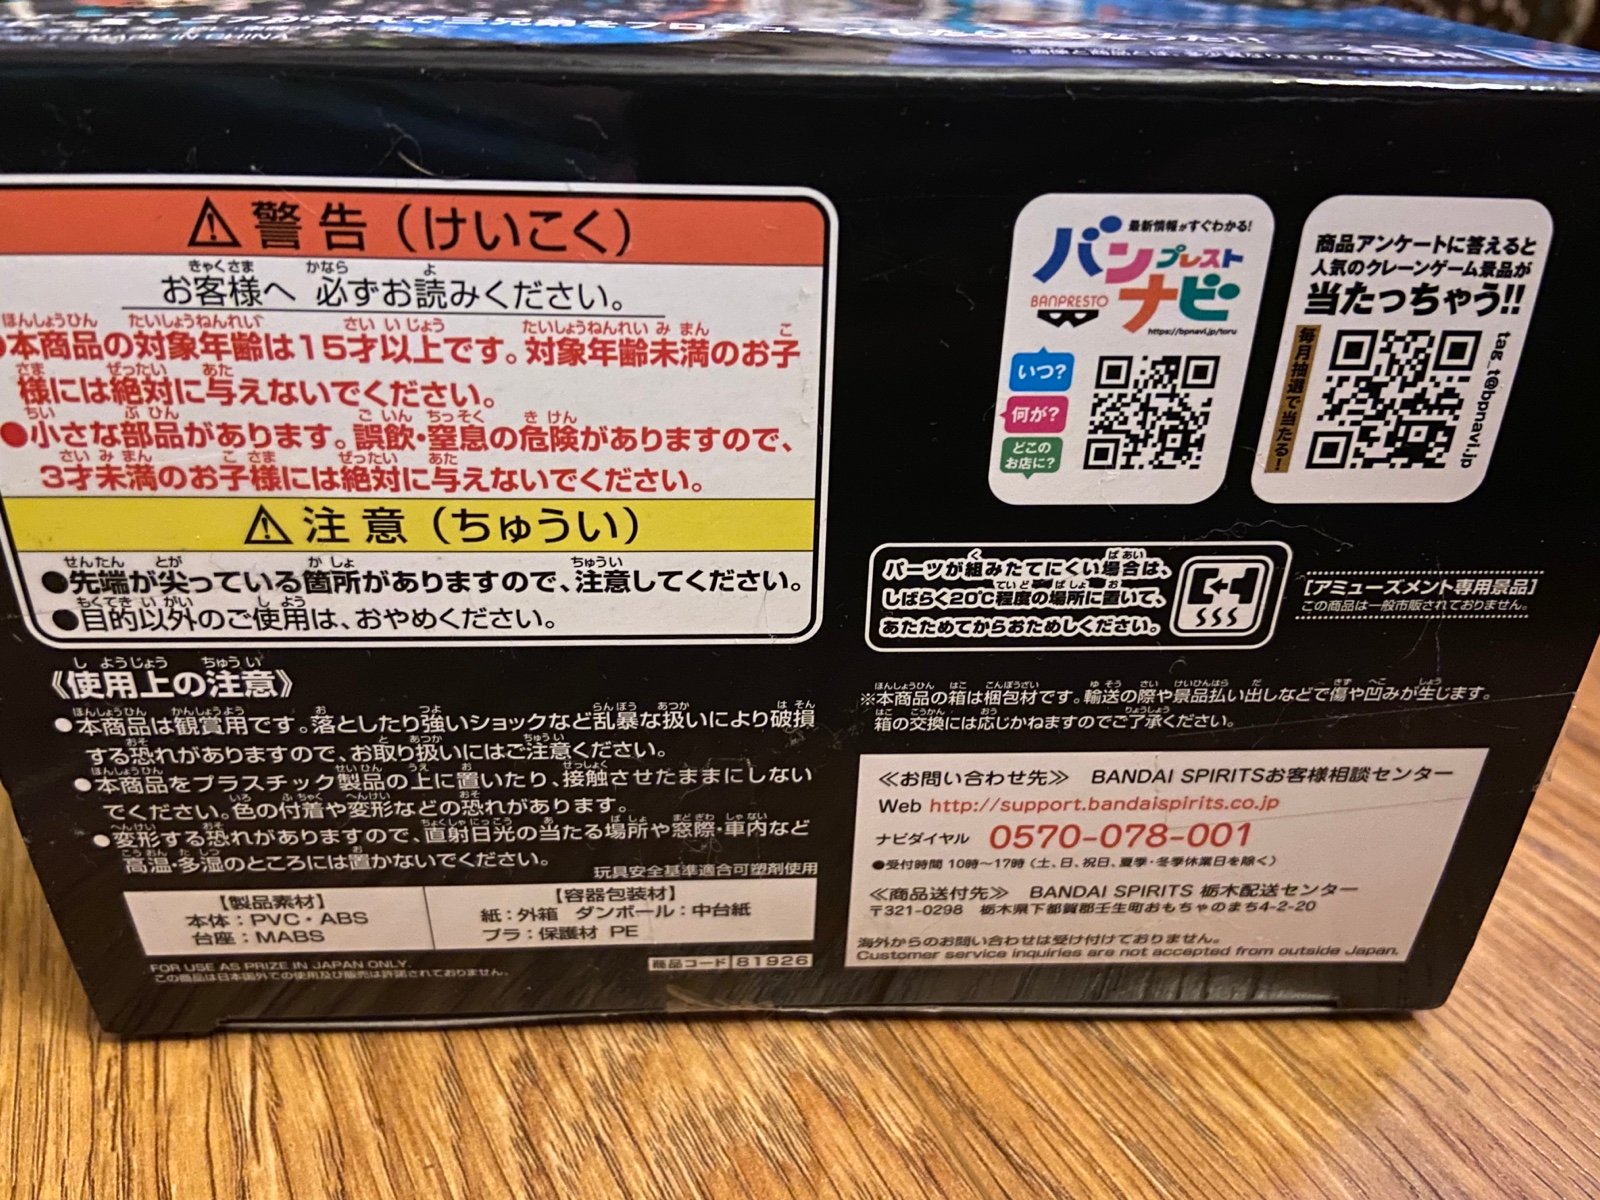 MADE IN CHINA
⚠警告（けいこく）
お客様へ 必ずお読みください。
●本商品の対象年齢は15才以上です。対象年齢未満のお子
様には絶対に与えないでください。
●小さな部品があります。誤飲・窒息の危険がありますので、
3才未満のお子様には絶対に与えないでください。
⚠注意（ちゅうい）
●先端が尖っている箇所がありますので、注意してください。
●目的以外のご使用は、おやめください。
《使用上の注意》
●本商品は観賞用です。落としたり強いショックなど乱暴な扱いにより破損
する恐れがありますので、お取り扱いにはご注意ください。
●本商品をプラスチック製品の上に置いたり、接触させたままにしない
でください。色の付着や変形などの恐れがあります。
●変形する恐れがありますので、直射日光の当たる場所や窓際・車内など
高温・多湿のところには置かないでください。
玩具安全基準適合可塑剤使用
【製品素材】
本体：PVC・ABS
台座：MABS
【容器包装材】
紙：外箱 ダンボール：中台紙
プラ：保護材 PE
FOR USE AS PRIZE IN JAPAN ONLY.
この商品は日本国外での使用及び販売は許諾されておりません。
商品コード 81926
最新情報がすぐわかる!
バンプレストナビ
BANPRESTO
https://bpnavi.jp/toru
いつ?
何が?
どこの
お店に?
商品アンケートに答えると
人気のクレーンゲーム景品が
当たっちゃう!!
毎月抽選で当たる!
tag_t@bpnavi.jp
パーツが組みたてにくい場合は、
しばらく20℃程度の場所に置いて、
あたためてからおためしください。
【アミューズメント専用景品】
この商品は一般市販されておりません。
※本商品の箱は梱包材です。輸送の際や景品払い出しなどで傷や凹みが生じます。
箱の交換には応じかねますのでご了承ください。
≪お問い合わせ先≫ BANDAI SPIRITSお客様相談センター
Web http://support.bandaispirits.co.jp
ナビダイヤル 0570-078-001
●受付時間 10時〜17時（土、日、祝日、夏季・冬季休業日を除く）
≪商品送付先≫ BANDAI SPIRITS 栃木配送センター
〒321-0298 栃木県下都賀郡壬生町おもちゃのまち4-2-20
海外からのお問い合わせは受け付けておりません。
Customer service inquiries are not accepted from outside Japan.